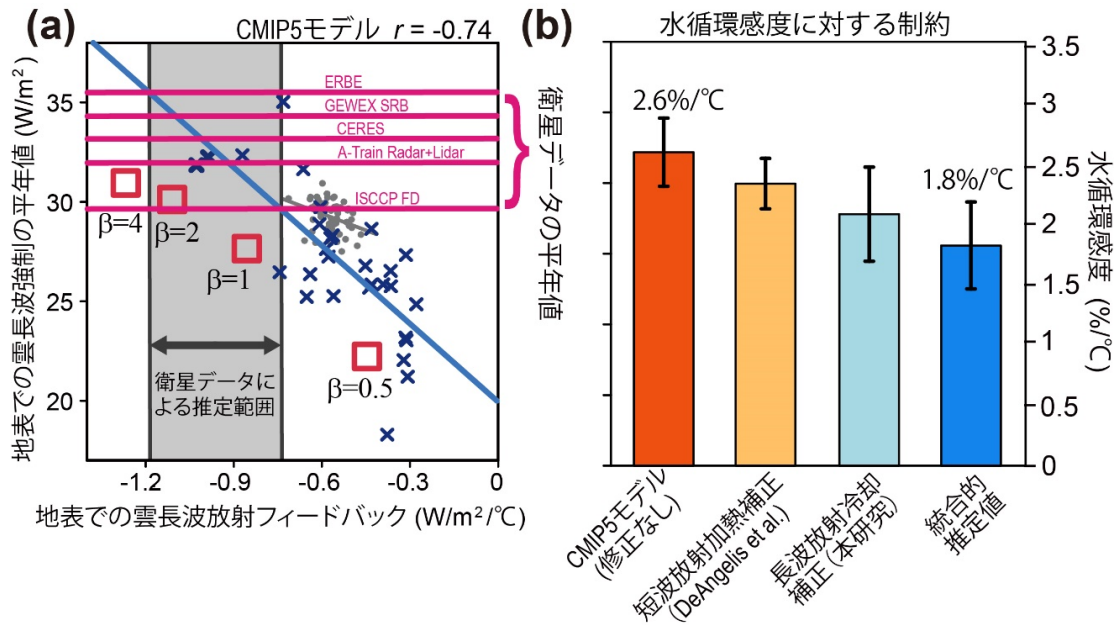 (a)
CMIP5モデル r = -0.74
地表での雲長波強制の平年値 (W/m²)
35
30
25
20
ERBE
GEWEX SRB
CERES
A-Train Radar+Lidar
ISCCP FD
β=4
β=2
β=1
β=0.5
衛星データに
よる推定範囲
-1.2
-0.9
-0.6
-0.3
0
地表での雲長波放射フィードバック (W/m²/℃)
衛星データの平年値
(b)
水循環感度に対する制約
2.6%/℃
1.8%/℃
3.5
3
2.5
2
1.5
1
0.5
0
水循環感度 (%/℃)
CMIP5モデル
(修正なし)
短波放射加熱補正
(DeAngelis et al.)
長波放射冷却
補正(本研究)
統合的
推定値